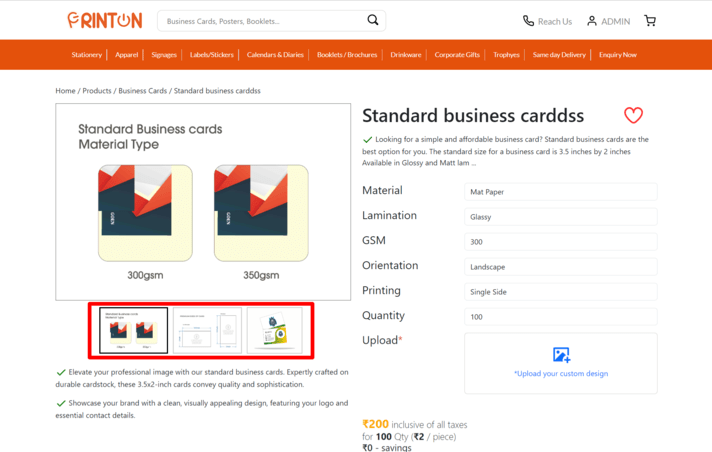 FRINTON
Business Cards, Posters, Booklets...
Reach Us
ADMIN
Stationery
Apparel
Signages
Labels/Stickers
Calendars & Diaries
Booklets / Brochures
Drinkware
Corporate Gifts
Trophyes
Same day Delivery
Enquiry Now
Home / Products / Business Cards / Standard business carddss
Standard Business cards
Material Type
300gsm
350gsm
Elevate your professional image with our standard business cards. Expertly crafted on
durable cardstock, these 3.5x2-inch cards convey quality and sophistication.
Showcase your brand with a clean, visually appealing design, featuring your logo and
essential contact details.
Standard business carddss
Looking for a simple and affordable business card? Standard business cards are the
best option for you. The standard size for a business card is 3.5 inches by 2 inches
Available in Glossy and Matt lam ...
Material Mat Paper
Lamination Glassy
GSM 300
Orientation Landscape
Printing Single Side
Quantity 100
Upload*
*Upload your custom design
₹200 inclusive of all taxes
for 100 Qty (₹2 / piece)
₹0 - savings